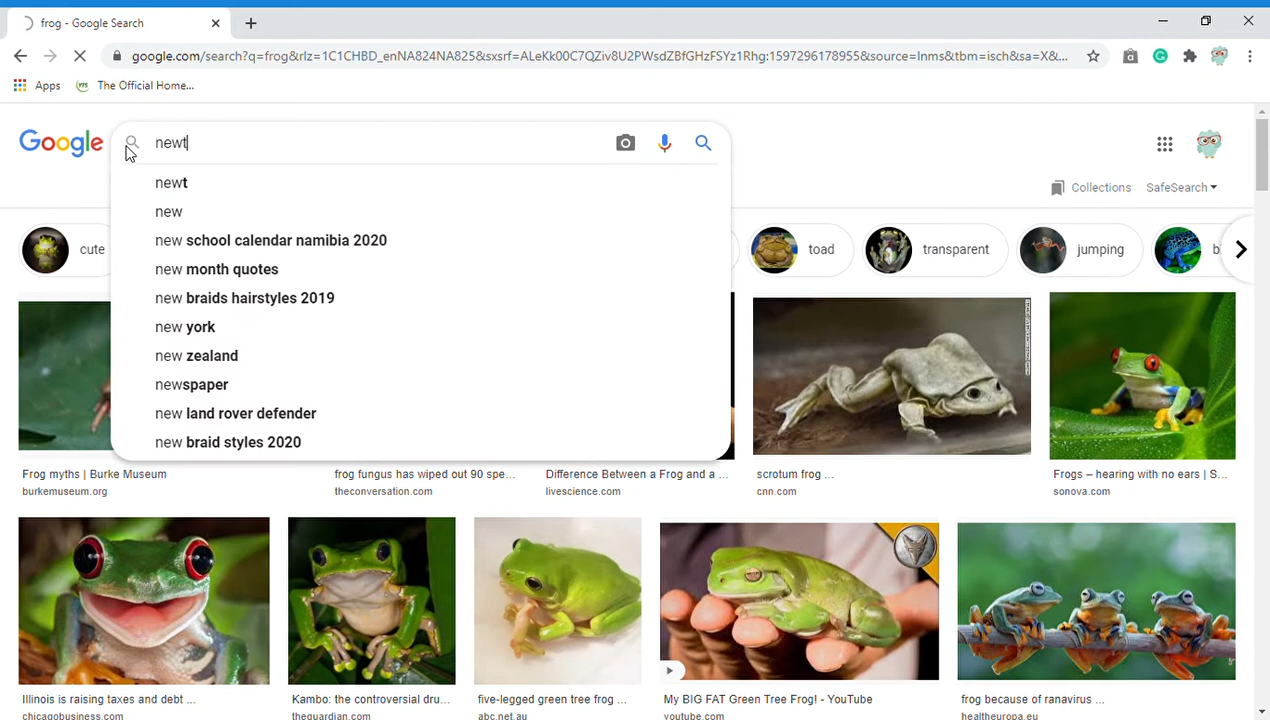 frog - Google Search
google.com/search?q=frog&rlz=1C1CHBD_enNA824NA825&sxsrf=ALeKk00C7QZiv8U2PWsdZBfGHzFSYz1Rhg:1597296178955&source=lnms&tbm=isch&sa=X&...
Apps
The Official Home...
Google
newt
Collections
SafeSearch
newt
new
new school calendar namibia 2020
new month quotes
new braids hairstyles 2019
new york
new zealand
newspaper
new land rover defender
new braid styles 2020
cute
toad
transparent
jumping
Frog myths | Burke Museum
burkemuseum.org
frog fungus has wiped out 90 spe...
theconversation.com
Difference Between a Frog and a ...
livescience.com
scrotum frog ...
cnn.com
Frogs – hearing with no ears | S...
sonova.com
Illinois is raising taxes and debt ...
chicagobusiness.com
Kambo: the controversial dru...
theguardian.com
five-legged green tree frog ...
abc.net.au
My BIG FAT Green Tree Frog! - YouTube
youtube.com
frog because of ranavirus ...
healtheuropa.eu